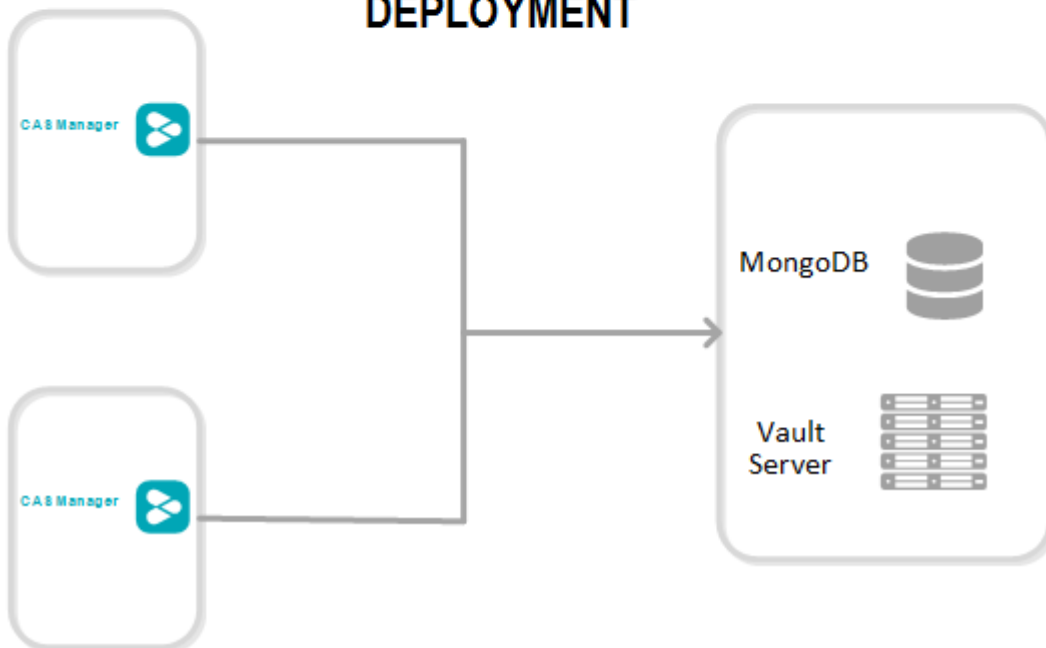 DEPLOYMENT
CAS Manager
MongoDB
Vault
Server
CAS Manager